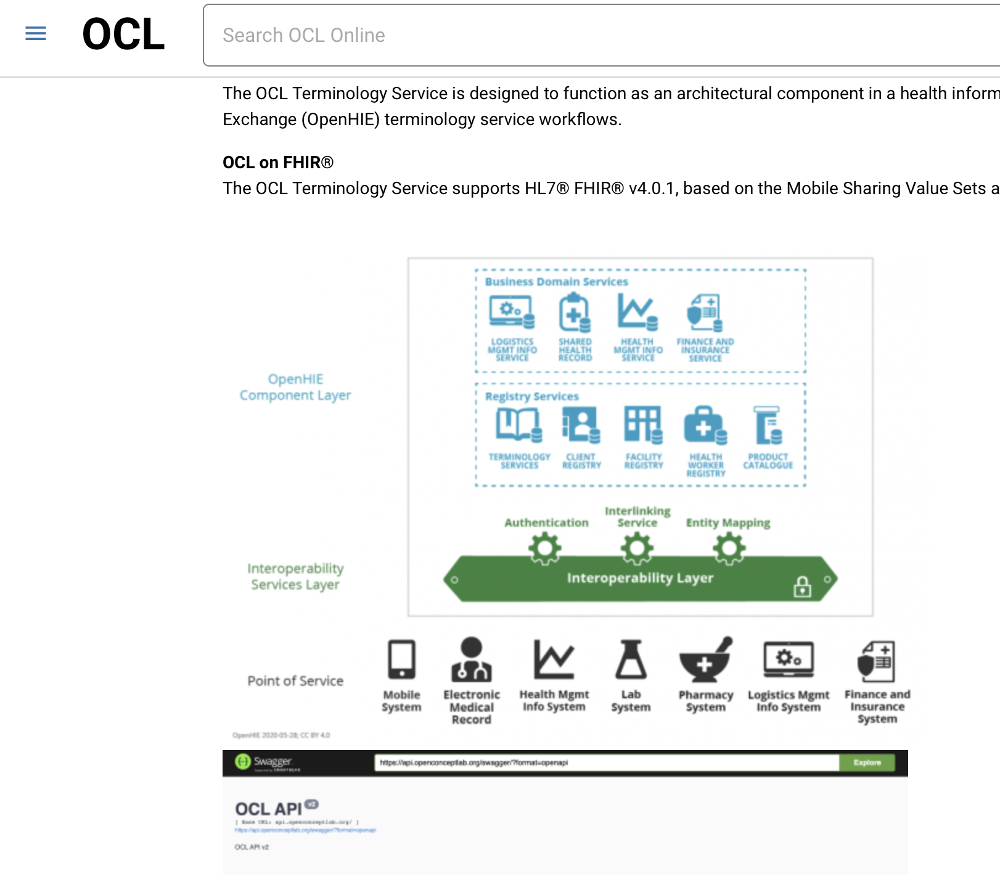 OCL
Search OCL Online
The OCL Terminology Service is designed to function as an architectural component in a health inform
Exchange (OpenHIE) terminology service workflows.
OCL on FHIR®
The OCL Terminology Service supports HL7® FHIR® v4.0.1, based on the Mobile Sharing Value Sets a
Business Domain Services
LOGISTICS
MGMT INFO
SERVICE
SHARED
HEALTH
RECORD
HEALTH
MGMT INFO
SERVICE
FINANCE AND
INSURANCE
SERVICE
OpenHIE
Component Layer
Registry Services
TERMINOLOGY
SERVICES
CLIENT
REGISTRY
FACILITY
REGISTRY
HEALTH
WORKER
REGISTRY
PRODUCT
CATALOGUE
Authentication
Interlinking
Service
Entity Mapping
Interoperability
Services Layer
Interoperability Layer
Point of Service
Mobile
System
Electronic
Medical
Record
Health Mgmt
Info System
Lab
System
Pharmacy
System
Logistics Mgmt
Info System
Finance and
Insurance
System
OpenHIE 2020-05-28; CC BY 4.0
Swagger
Supported by SMARTBEAR
https://api.openconceptlab.org/swagger/?format=openapi
Explore
OCL API v2
[ Base URL: api.openconceptlab.org/ ]
https://api.openconceptlab.org/swagger/?format=openapi
OCL API v2